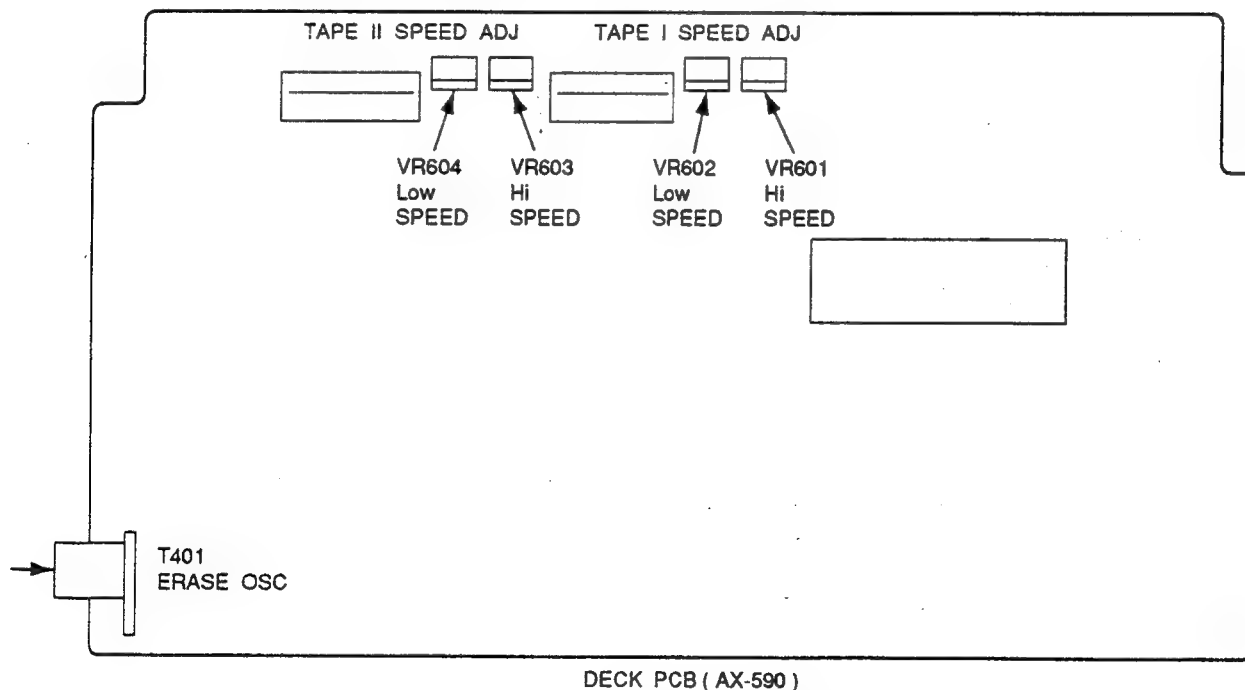 TAPE II SPEED ADJ
TAPE I SPEED ADJ
VR604
Low
SPEED
VR603
Hi
SPEED
VR602
Low
SPEED
VR601
Hi
SPEED
T401
ERASE OSC
DECK PCB ( AX-590 )